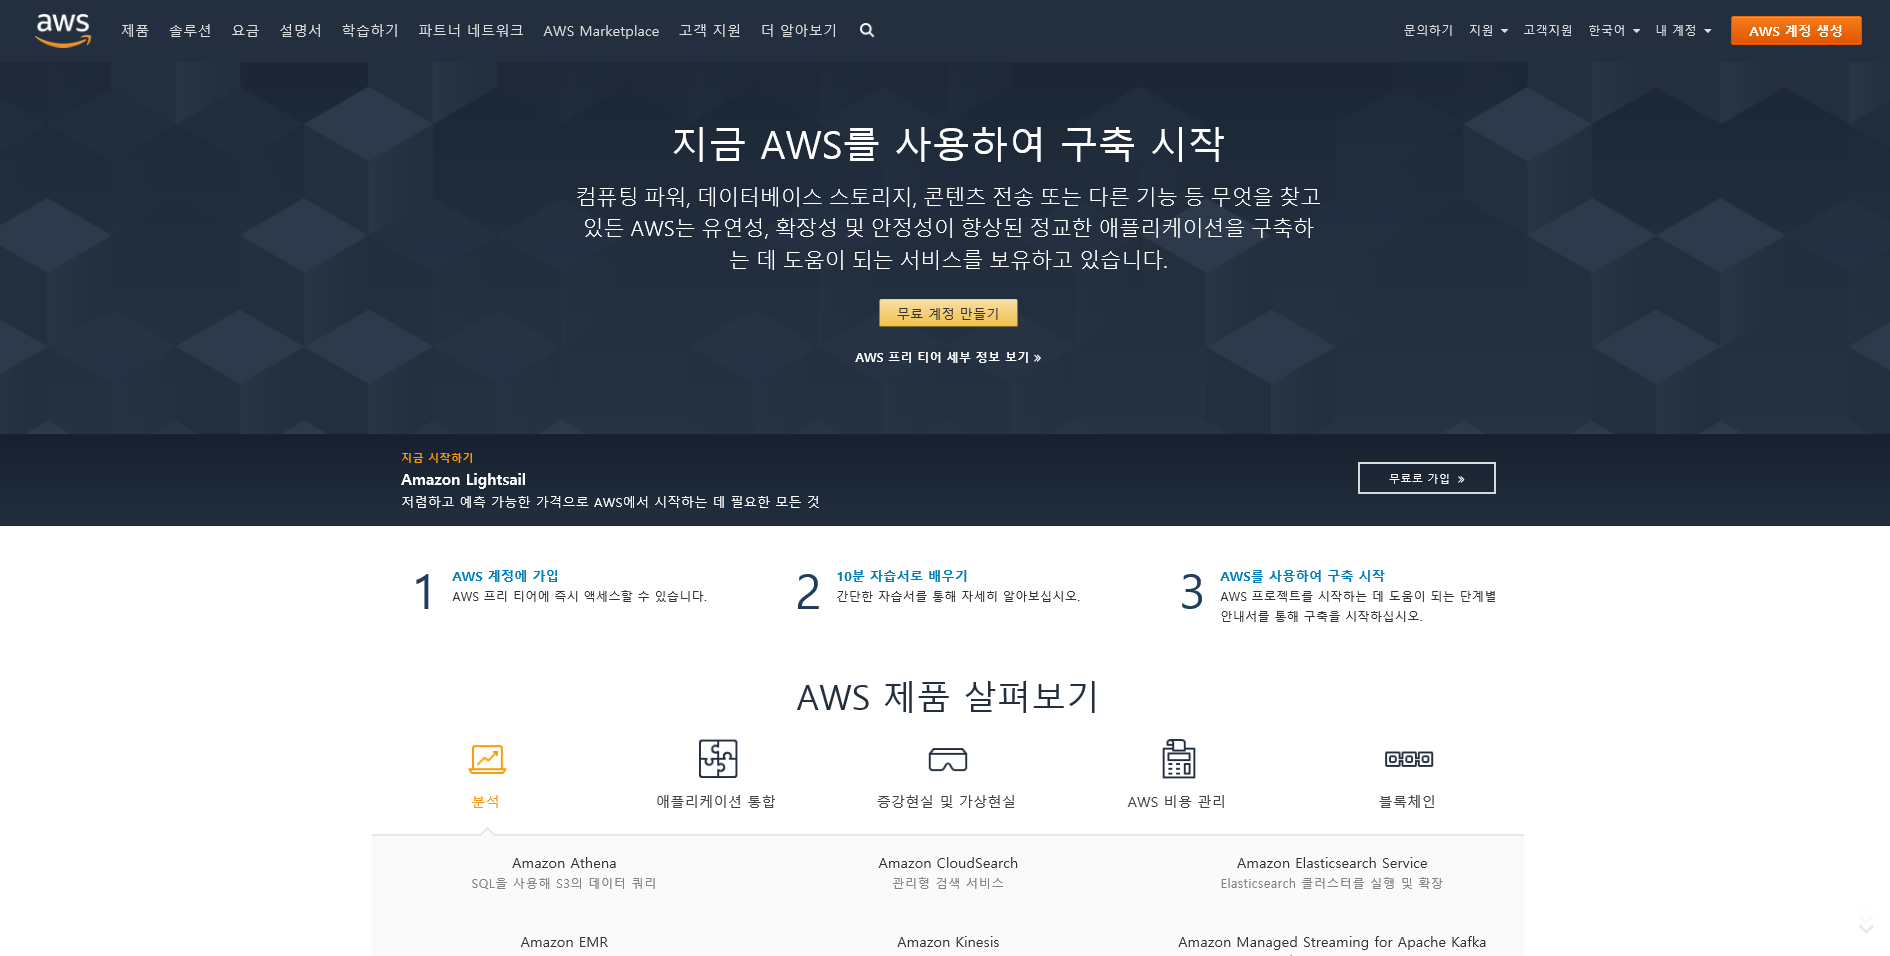 aws
제품 솔루션 요금 설명서 학습하기 파트너 네트워크 AWS Marketplace 고객 지원 더 알아보기
문의하기 지원 고객지원 한국어 내 계정 AWS 계정 생성
지금 AWS를 사용하여 구축 시작
컴퓨팅 파워, 데이터베이스 스토리지, 콘텐츠 전송 또는 다른 기능 등 무엇을 찾고
있든 AWS는 유연성, 확장성 및 안정성이 향상된 정교한 애플리케이션을 구축하
는 데 도움이 되는 서비스를 보유하고 있습니다.
무료 계정 만들기
AWS 프리 티어 세부 정보 보기 »
지금 시작하기
Amazon Lightsail
저렴하고 예측 가능한 가격으로 AWS에서 시작하는 데 필요한 모든 것
무료로 가입 »
1
AWS 계정에 가입
AWS 프리 티어에 즉시 액세스할 수 있습니다.
2
10분 자습서로 배우기
간단한 자습서를 통해 자세히 알아보십시오.
3
AWS를 사용하여 구축 시작
AWS 프로젝트를 시작하는 데 도움이 되는 단계별
안내서를 통해 구축을 시작하십시오.
AWS 제품 살펴보기
분석
애플리케이션 통합
증강현실 및 가상현실
AWS 비용 관리
블록체인
Amazon Athena
SQL을 사용해 S3의 데이터 쿼리
Amazon CloudSearch
관리형 검색 서비스
Amazon Elasticsearch Service
Elasticsearch 클러스터를 실행 및 확장
Amazon EMR
Amazon Kinesis
Amazon Managed Streaming for Apache Kafka